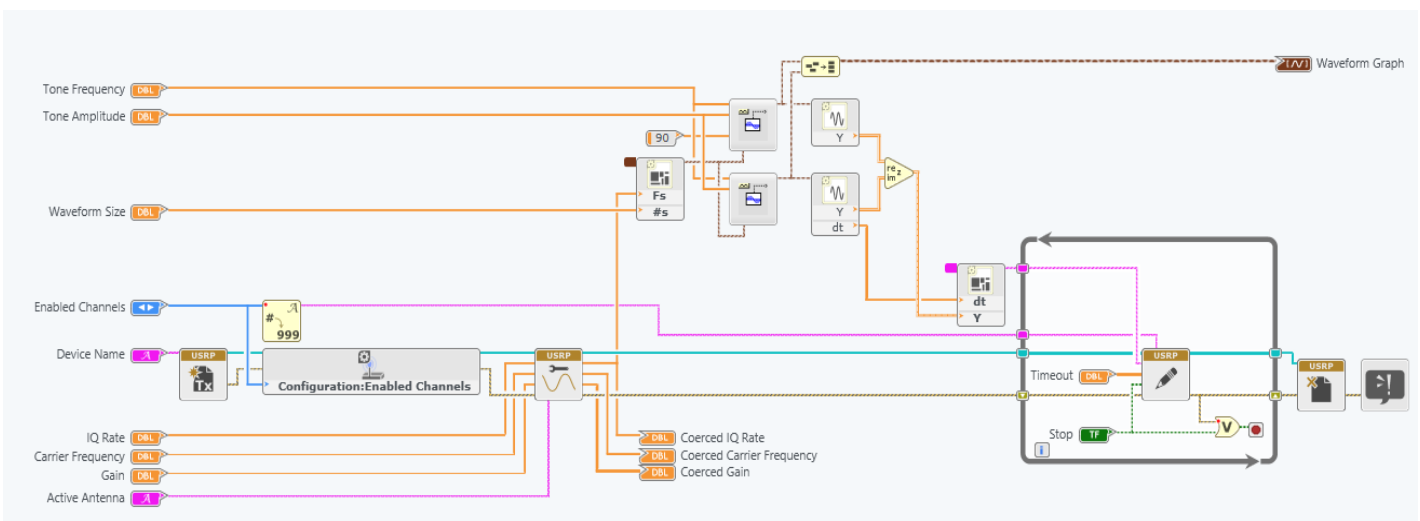 Waveform Graph
Tone Frequency DBL
Tone Amplitude DBL
90
Y
re
im z
Fs
#s
Waveform Size DBL
Y
dt
dt
Y
Enabled Channels
#
999
Device Name
USRP
Tx
Configuration:Enabled Channels
USRP
USRP
USRP
Timeout DBL
Stop TF
V
i
IQ Rate DBL
DBL Coerced IQ Rate
Carrier Frequency DBL
DBL Coerced Carrier Frequency
Gain DBL
DBL Coerced Gain
Active Antenna